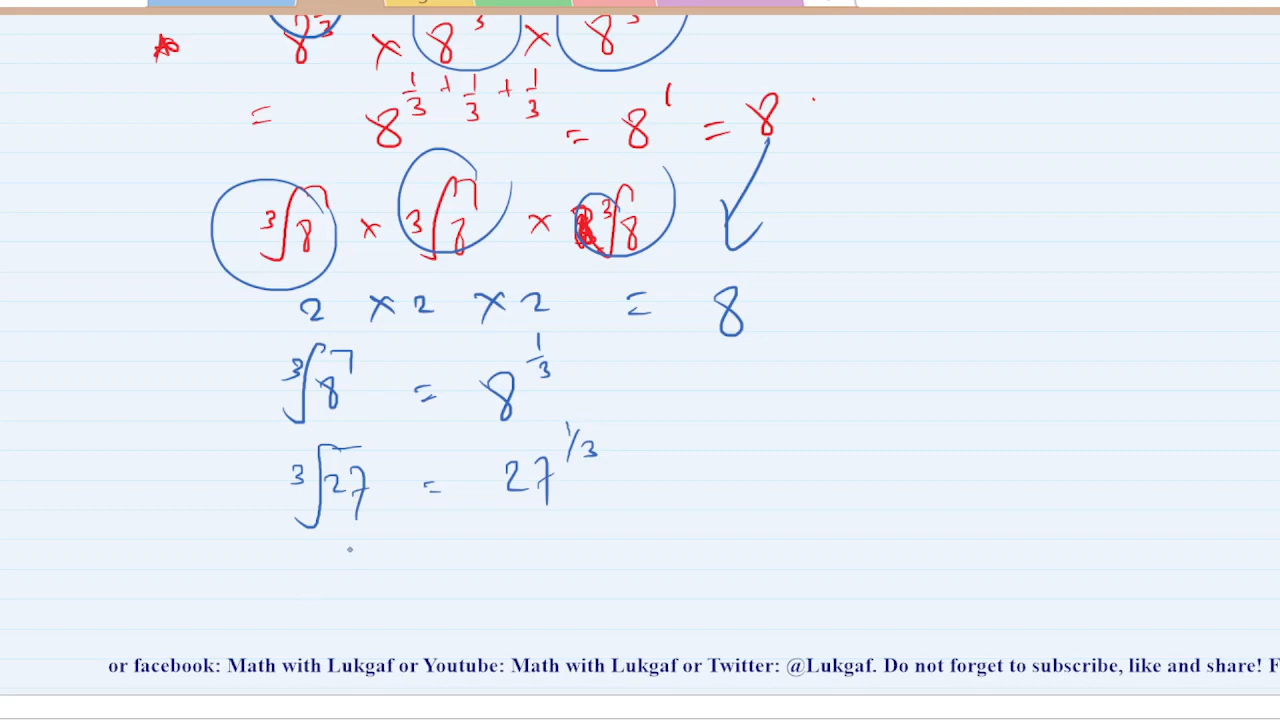 8^{1/3} × 8^{1/3} × 8^{1/3}
= 8^{1/3 + 1/3 + 1/3} = 8^1 = 8
∛8 × ∛8 × ∛8
2 × 2 × 2 = 8
∛8 = 8^{1/3}
∛27 = 27^{1/3}
or facebook: Math with Lukgaf or Youtube: Math with Lukgaf or Twitter: @Lukgaf. Do not forget to subscribe, like and share! F